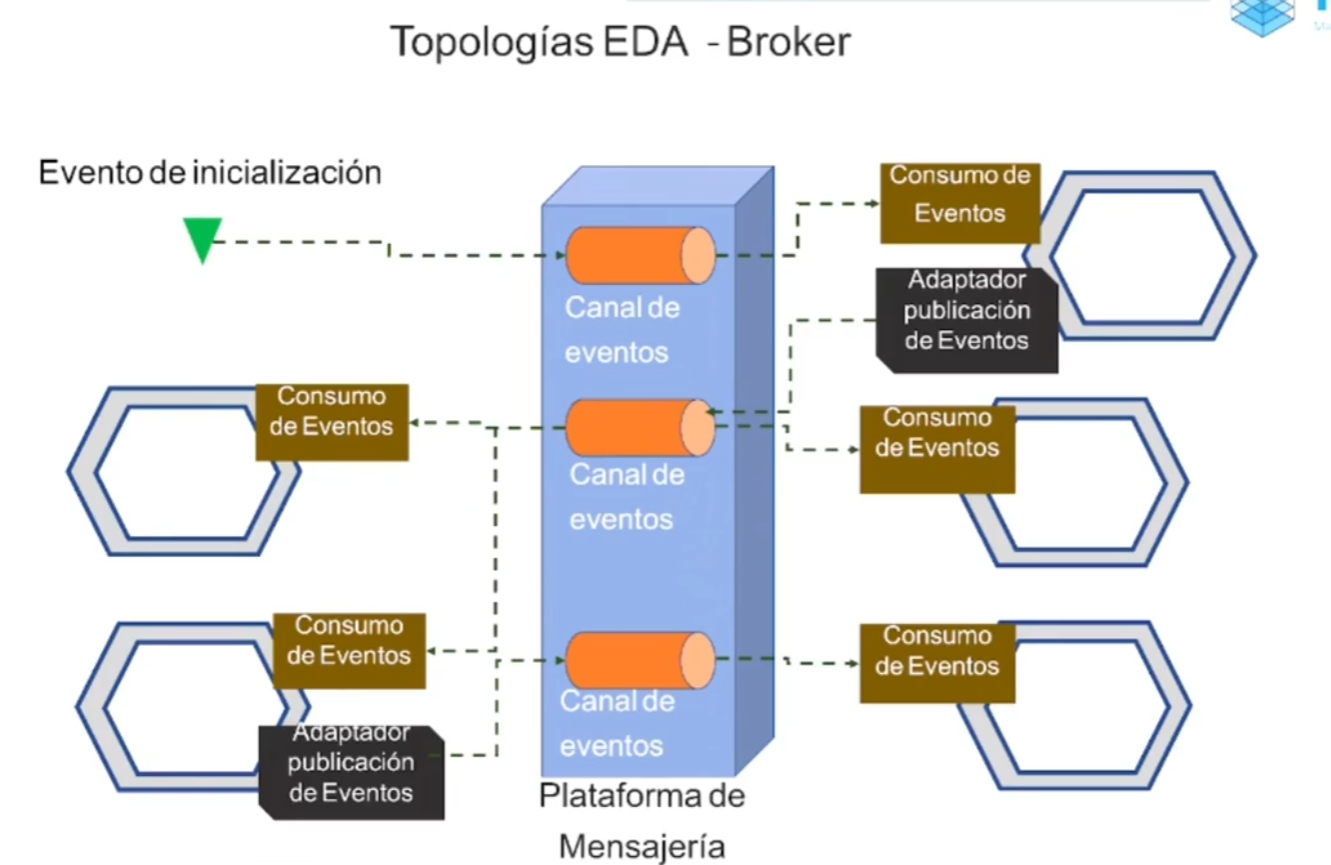 Topologías EDA - Broker
Evento de inicialización
Consumo de
Eventos
Adaptador
publicación
de Eventos
Canal de
eventos
Consumo
de Eventos
Consumo
de Eventos
Canal de
eventos
Consumo
de Eventos
Consumo
de Eventos
Canal de
eventos
Adaptador
publicación
de Eventos
Plataforma de
Mensajería